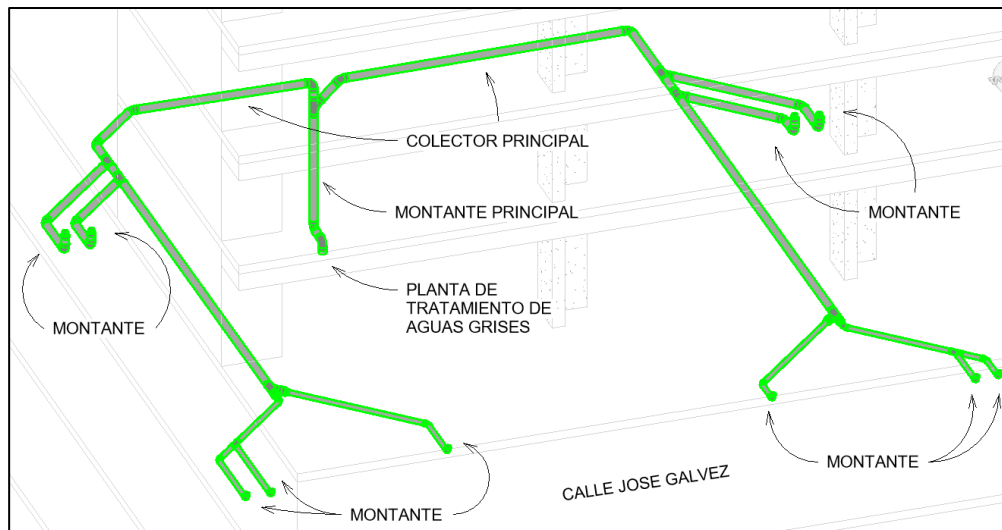 COLECTOR PRINCIPAL
MONTANTE PRINCIPAL
MONTANTE
PLANTA DE
TRATAMIENTO DE
AGUAS GRISES
MONTANTE
MONTANTE
CALLE JOSE GALVEZ
MONTANTE